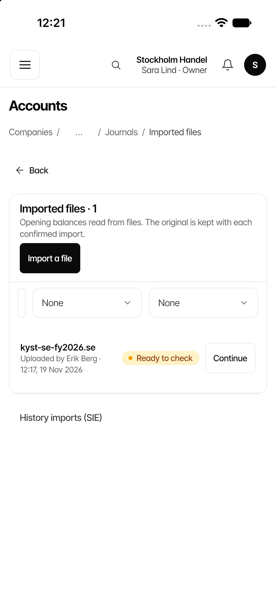 12:21
Stockholm Handel
Sara Lind · Owner
S
Accounts
Companies / ... / Journals / Imported files
Back
Imported files · 1
Opening balances read from files. The original is kept with each
confirmed import.
Import a file
None None
kyst-se-fy2026.se
Uploaded by Erik Berg ·
12:17, 19 Nov 2026
Ready to check
Continue
History imports (SIE)